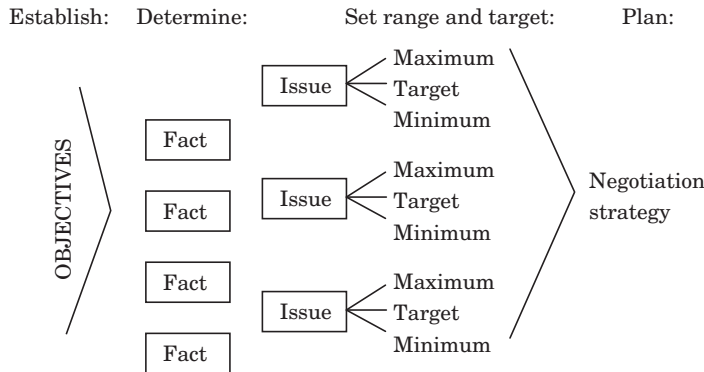 Establish: Determine: Set range and target: Plan:
OBJECTIVES
Fact
Fact
Fact
Fact
Issue
Maximum
Target
Minimum
Issue
Maximum
Target
Minimum
Issue
Maximum
Target
Minimum
Negotiation
strategy